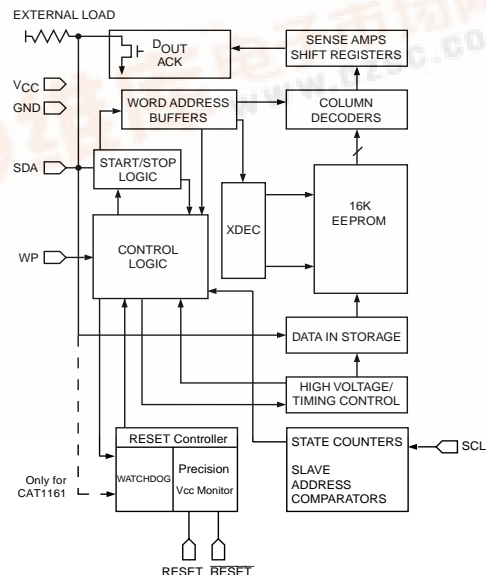 EXTERNAL LOAD
DOUT
ACK
SENSE AMPS
SHIFT REGISTERS
VCC
GND
WORD ADDRESS
BUFFERS
COLUMN
DECODERS
SDA
START/STOP
LOGIC
XDEC
16K
EEPROM
WP
CONTROL
LOGIC
DATA IN STORAGE
HIGH VOLTAGE/
TIMING CONTROL
RESET Controller
WATCHDOG
Precision
Vcc Monitor
STATE COUNTERS
SLAVE
ADDRESS
COMPARATORS
SCL
Only for
CAT1161
RESET RESET